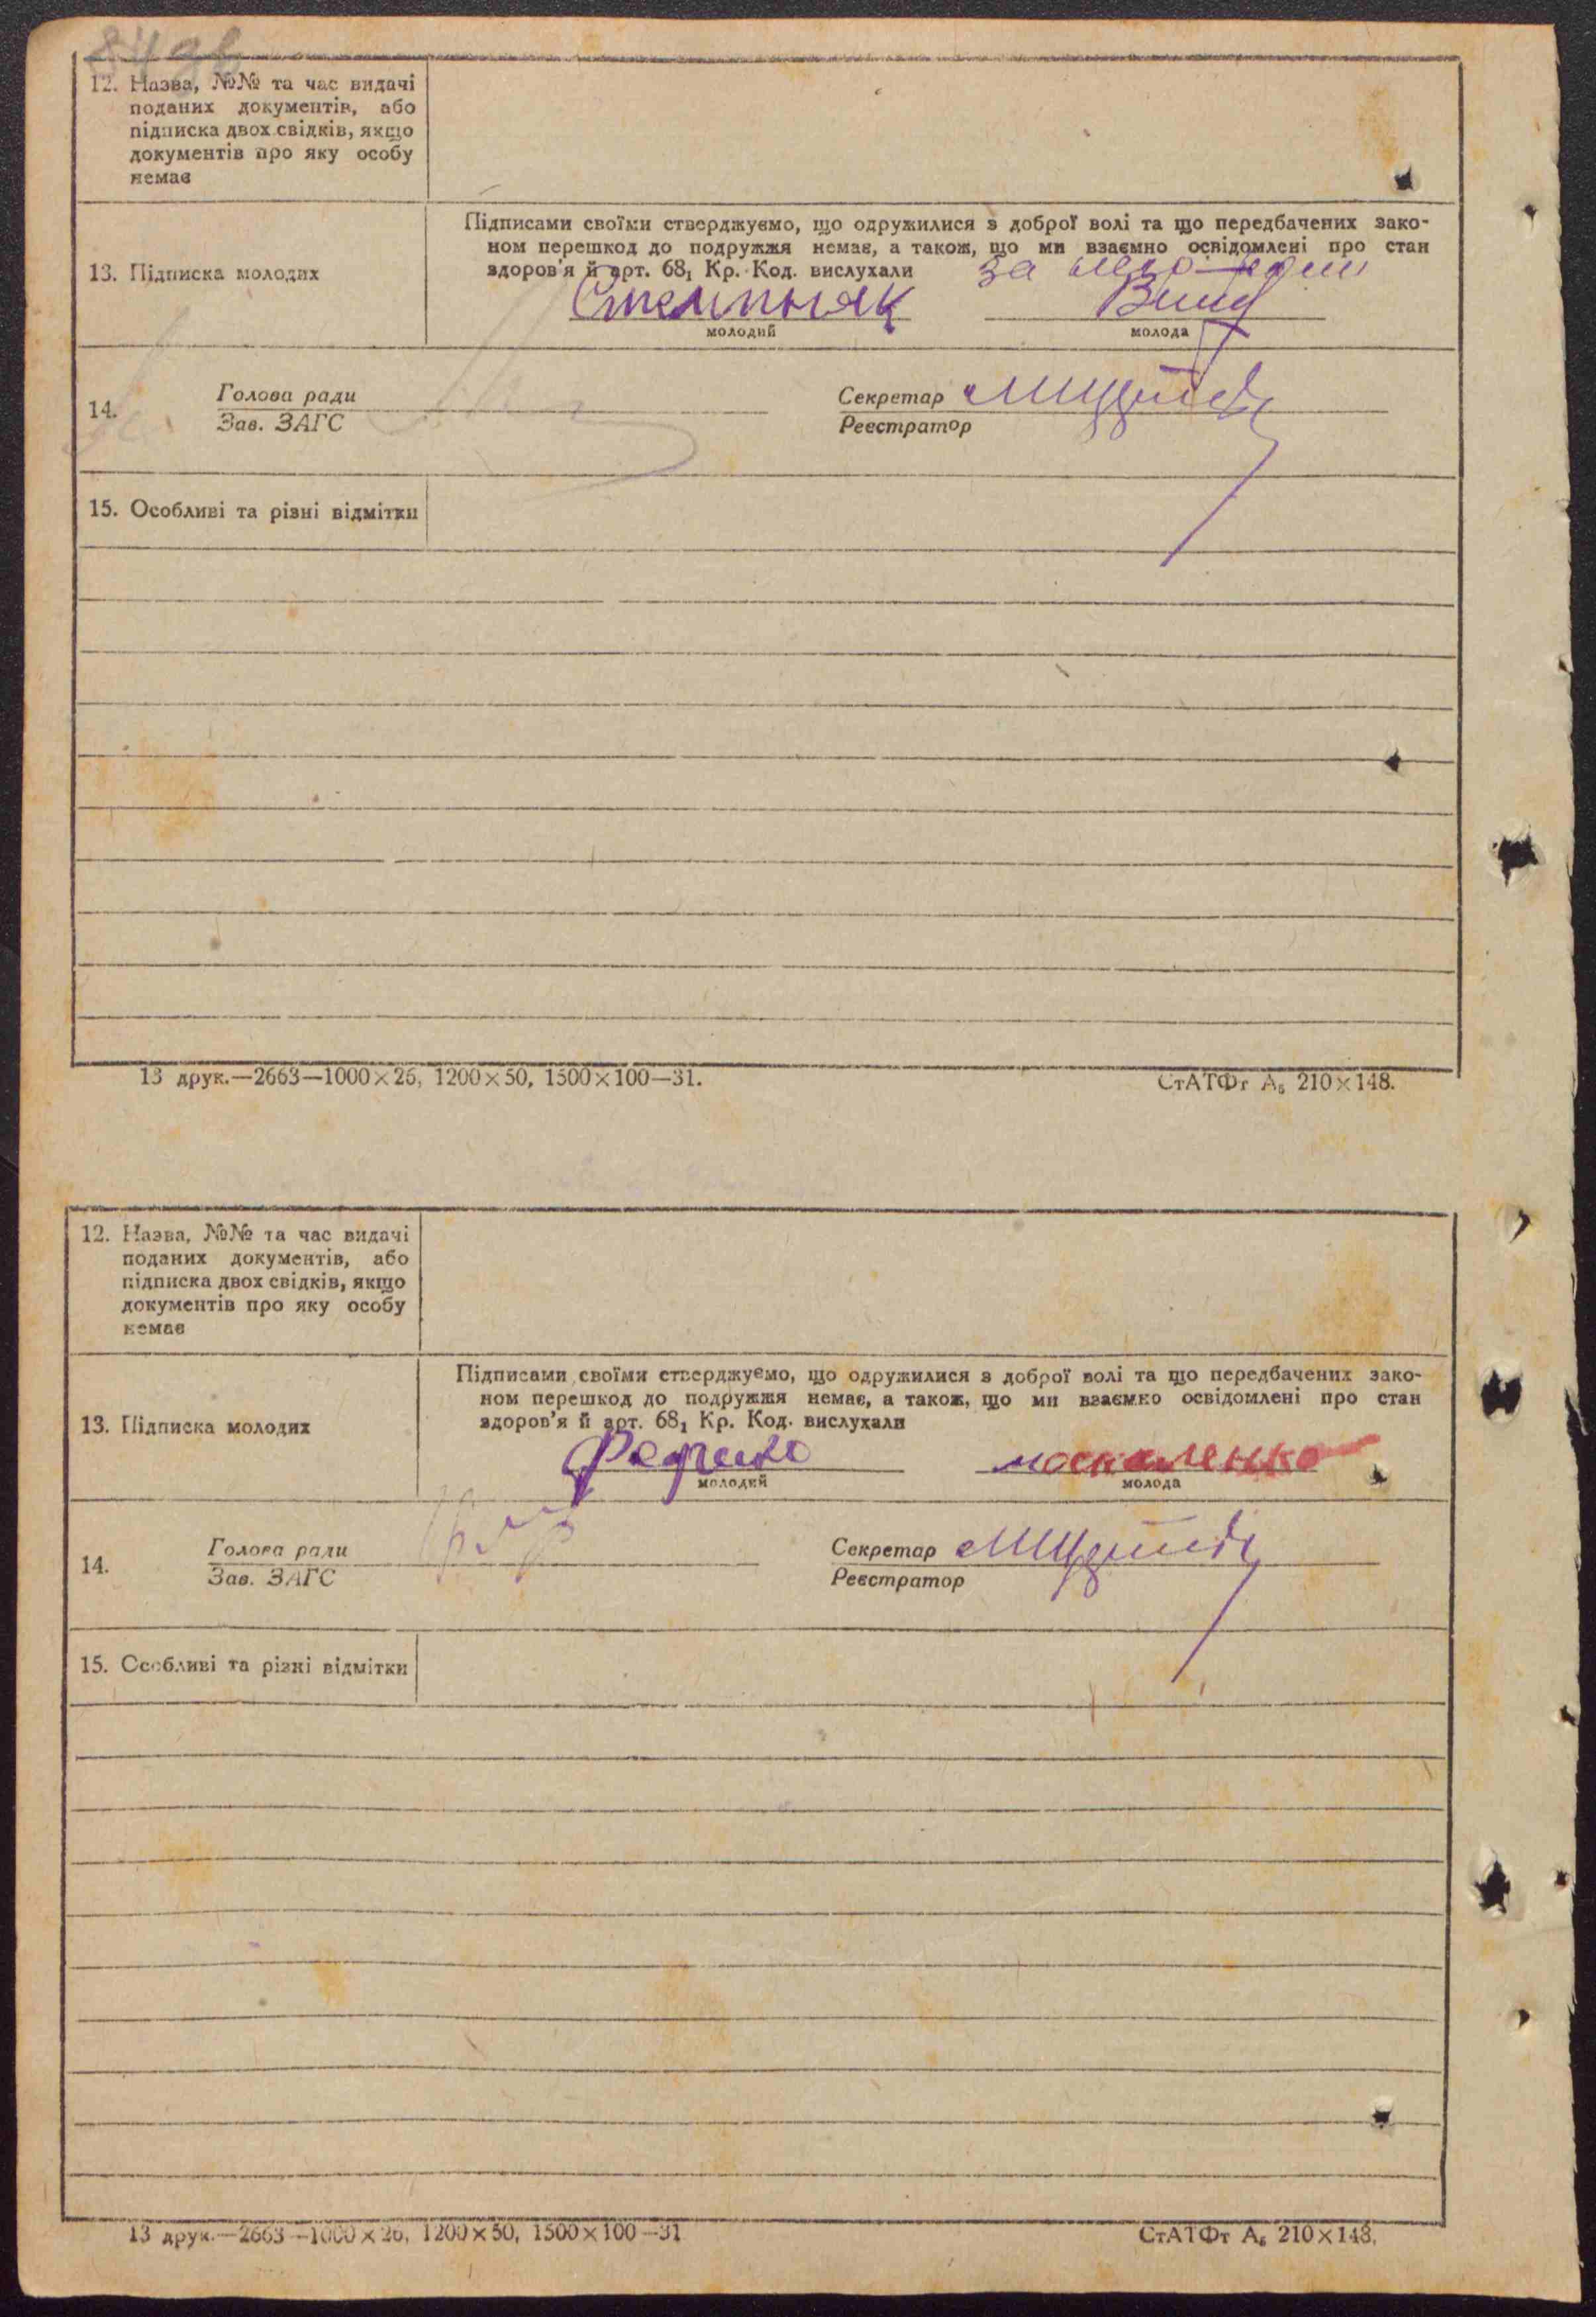 12. Назва, №№ та час видачі
поданих документів, або
підписка двох свідків, якщо
документів про яку особу
немає
13. Підписка молодих
Підписами своїми стверджуємо, що одружилися з доброї волі та що передбачених зако-
ном перешкод до подружжя немає, а також, що ми взаємно освідомлені про стан
здоров'я й арт. 68₁ Кр. Код. вислухали
за
Стемпняк
молодий
молода
14.
Голова ради
Зав. ЗАГС
Секретар
Реєстратор
15. Особливі та різні відмітки
13 друк.—2663—1000×26, 1200×50, 1500×100—31.
СтАТФт А₅ 210×148.
12. Назва, №№ та час видачі
поданих документів, або
підписка двох свідків, якщо
документів про яку особу
немає
13. Підписка молодих
Підписами своїми стверджуємо, що одружилися з доброї волі та що передбачених зако-
ном перешкод до подружжя немає, а також, що ми взаємно освідомлені про стан
здоров'я й арт. 68₁ Кр. Код. вислухали
москаленко
молодий
молода
14.
Голова ради
Зав. ЗАГС
Секретар
Реєстратор
15. Особливі та різні відмітки
13 друк.—2663—1000×26, 1200×50, 1500×100—31
СтАТФт А₅ 210×148.